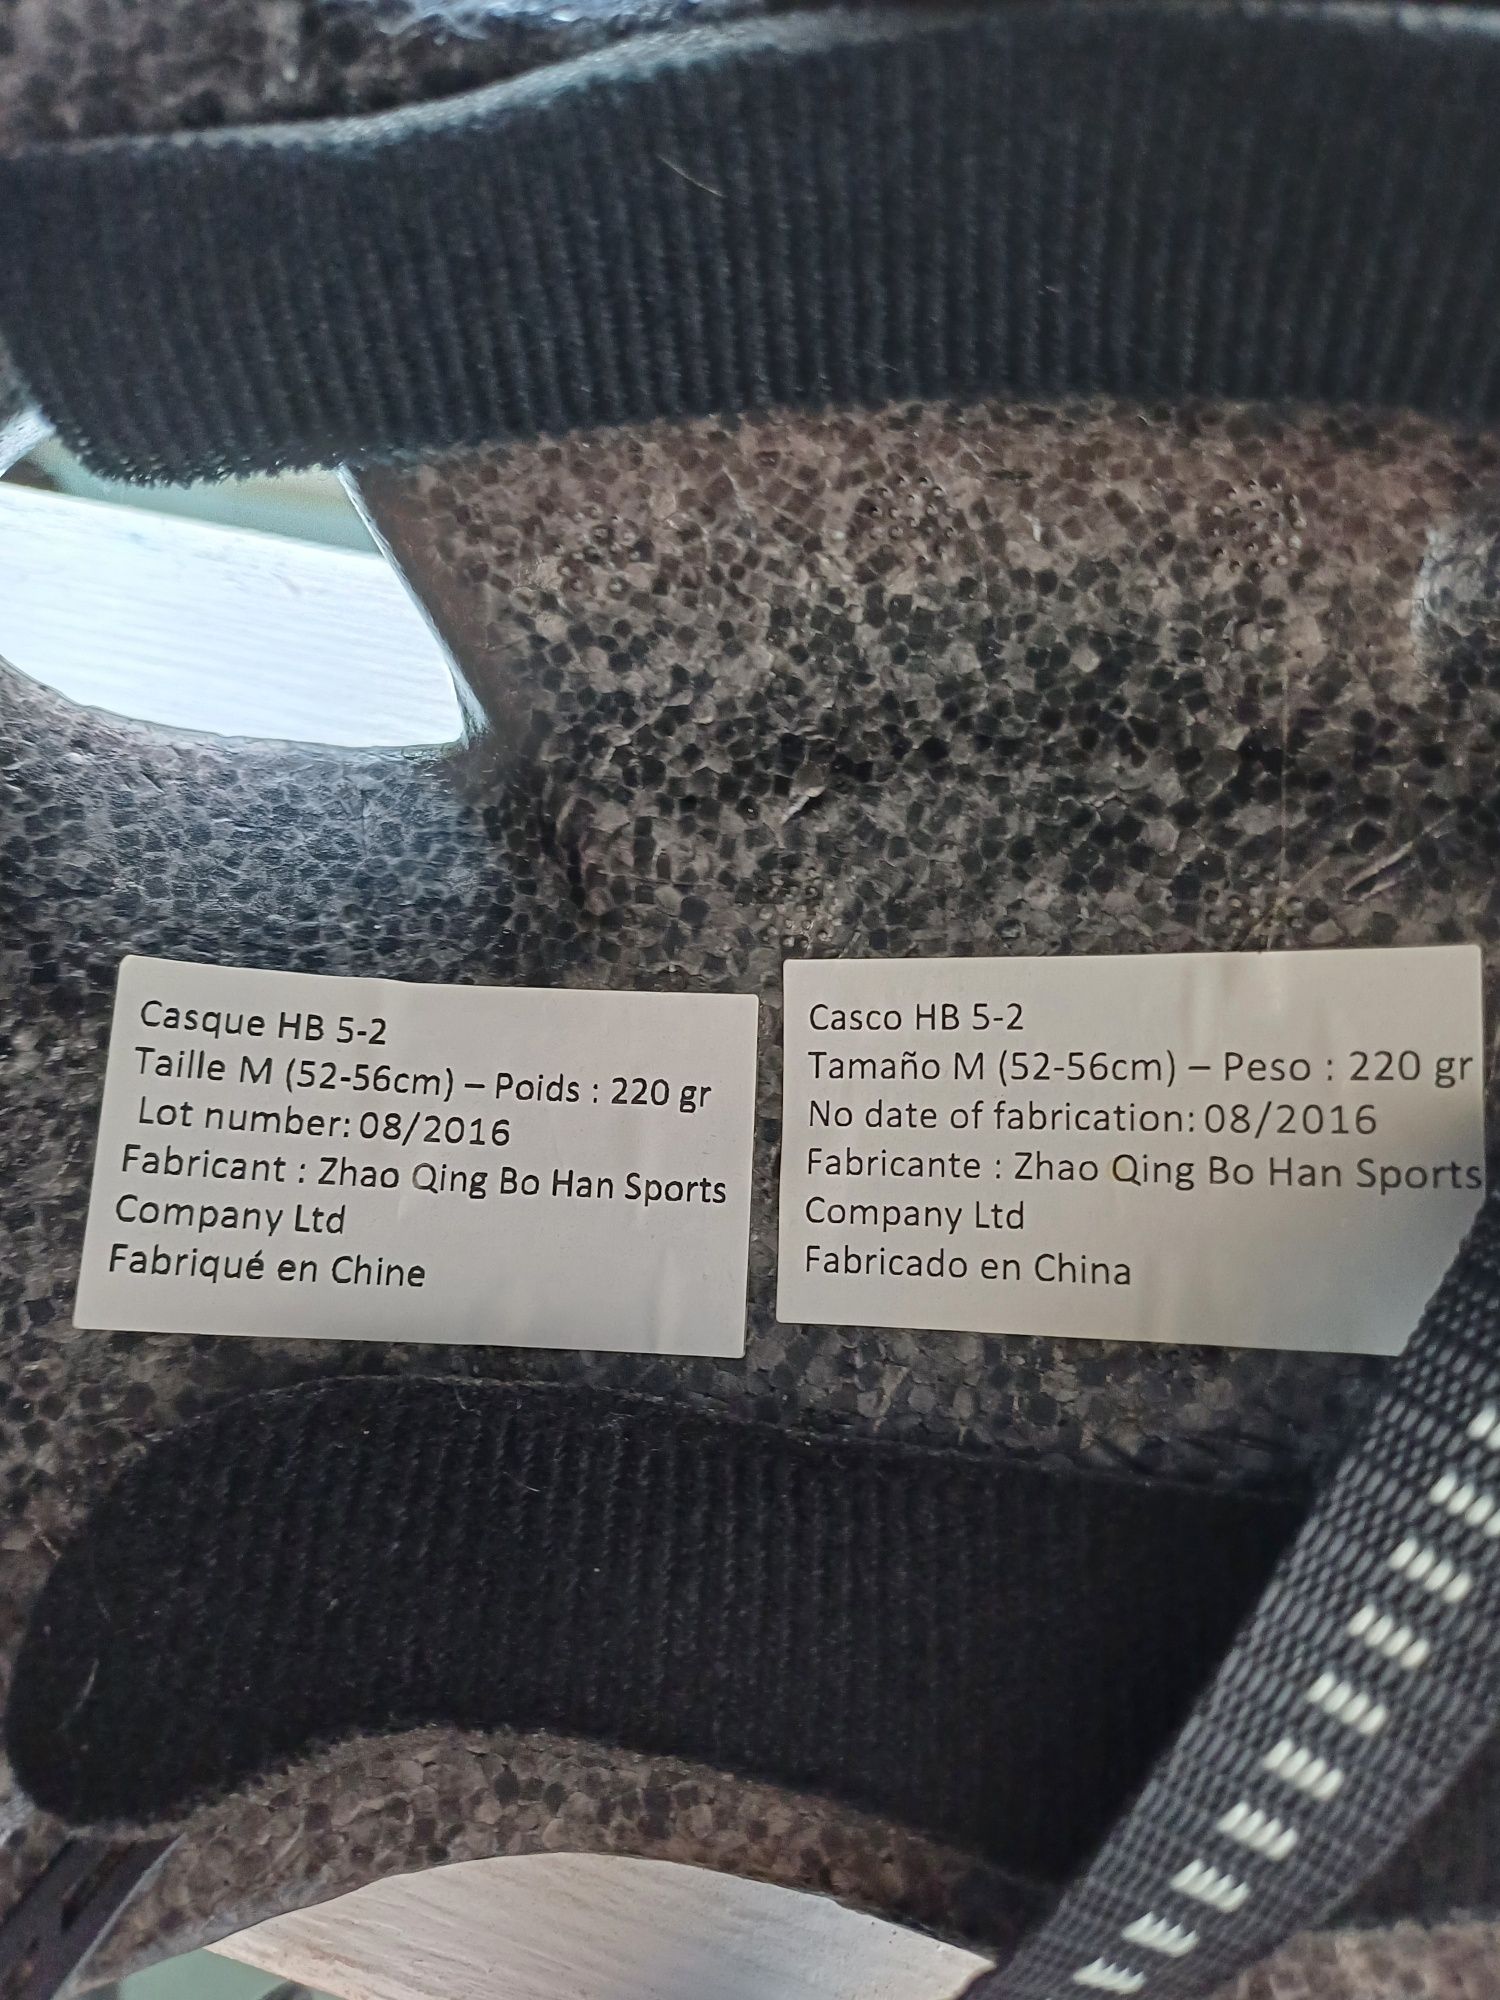 Casque HB 5-2
Taille M (52-56cm) – Poids : 220 gr
Lot number: 08/2016
Fabricant : Zhao Qing Bo Han Sports
Company Ltd
Fabriqué en Chine
Casco HB 5-2
Tamaño M (52-56cm) – Peso : 220 gr
No date of fabrication: 08/2016
Fabricante : Zhao Qing Bo Han Sports
Company Ltd
Fabricado en China